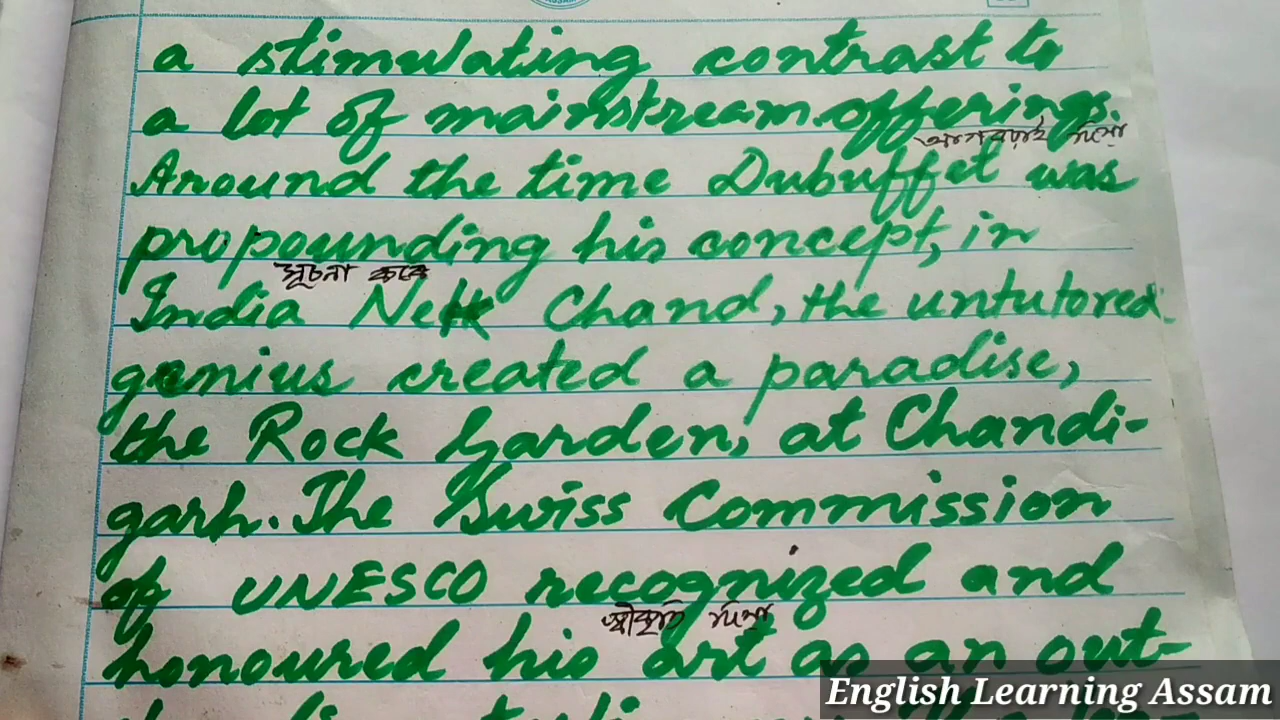 a stimulating contrast to
a lot of mainstream offerings.
Around the time Dubuffet was
propounding his concept, in
সূচনা কৰে
India Nek Chand, the untutored
genius created a paradise,
the Rock Garden, at Chandi-
garh. The Swiss Commission
of UNESCO recognized and
স্বীকৃতি দিয়া
honoured his art as an out-
English Learning Assam